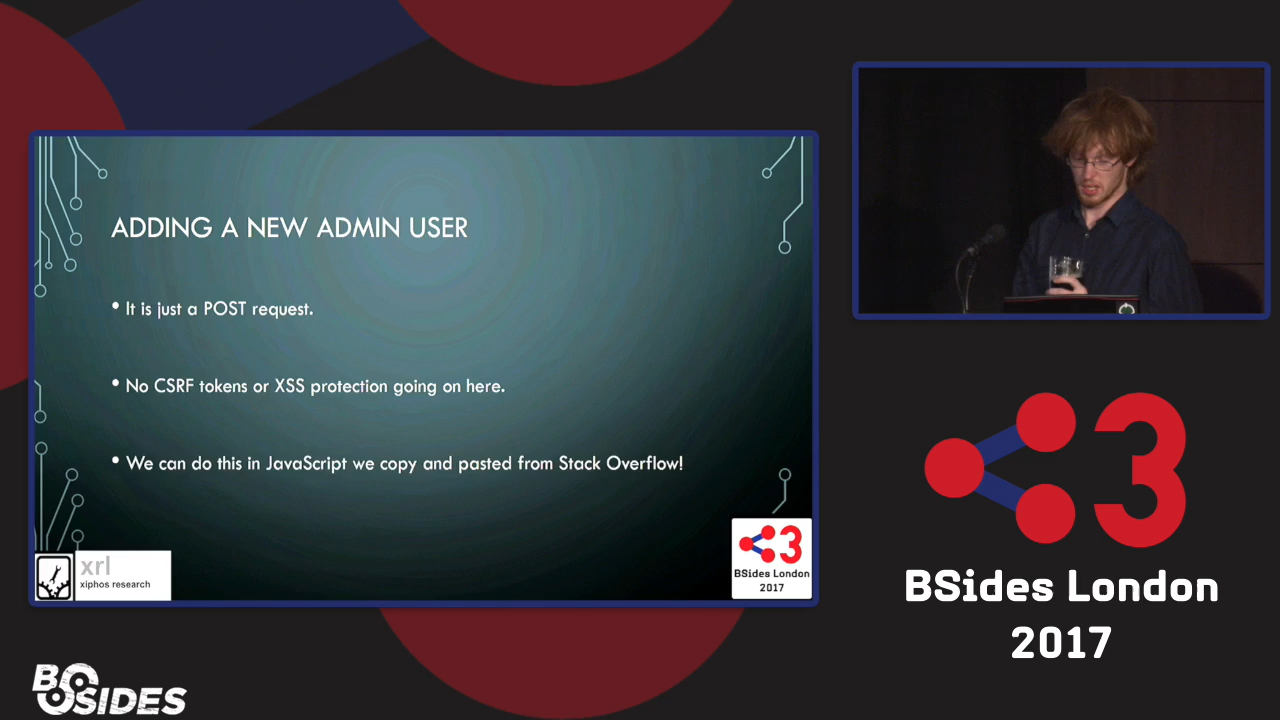 ADDING A NEW ADMIN USER
• It is just a POST request.
• No CSRF tokens or XSS protection going on here.
• We can do this in JavaScript we copy and pasted from Stack Overflow!
xrl
xiphos research
3
BSides London
2017
3
BSides London
2017
BSIDES